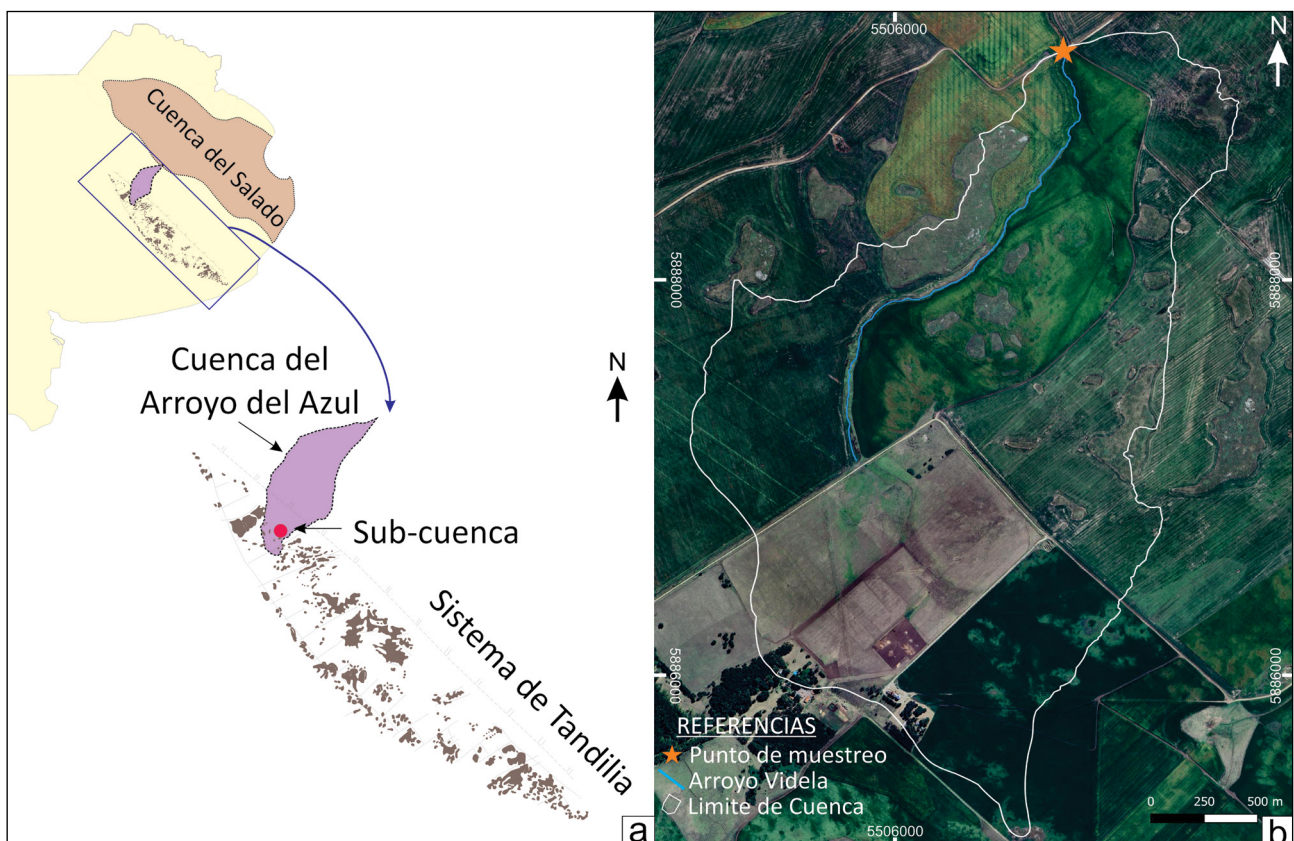 Cuenca del Salado
Cuenca del
Arroyo del Azul
Sub-cuenca
Sistema de Tandilia
N
a
5506000
N
5888000
5888000
5886000
5886000
REFERENCIAS
Punto de muestreo
Arroyo Videla
Limite de Cuenca
0 250 500 m
5506000
b